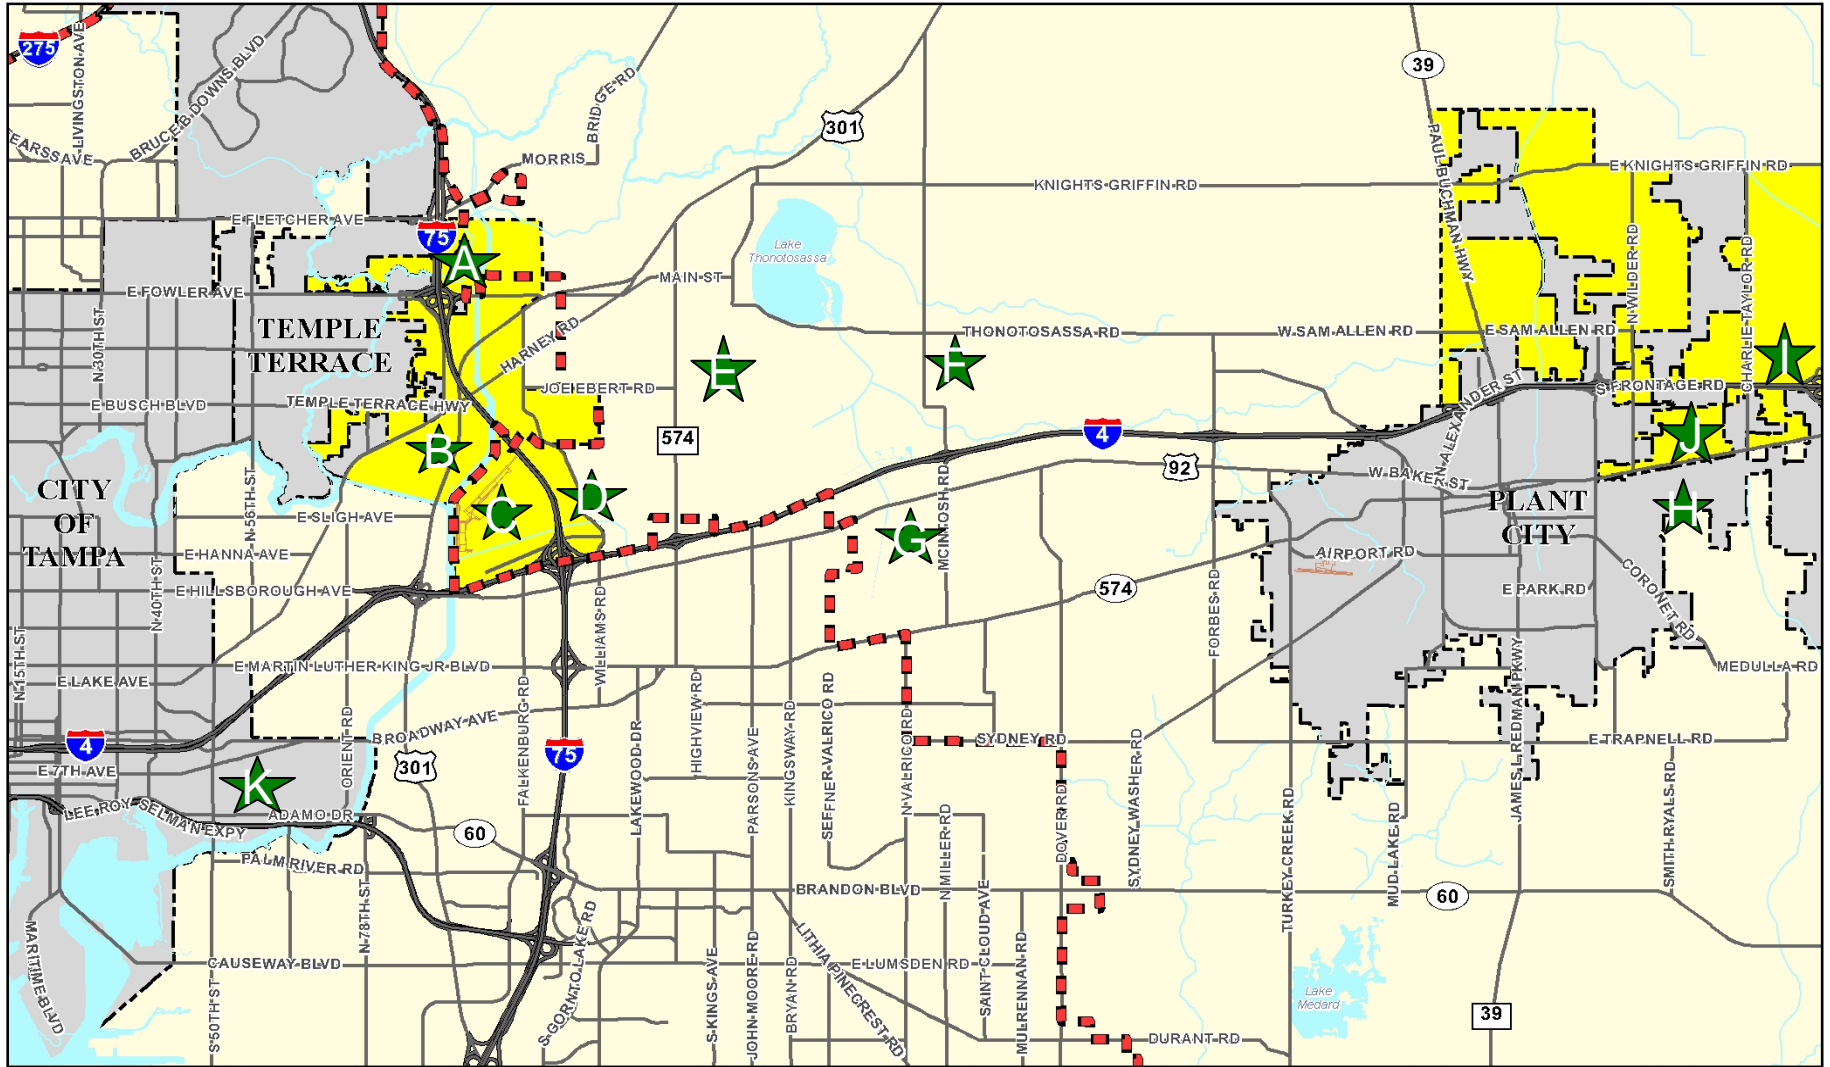 275
LIVINGSTON AVE
BRUCE B DOWNS BLVD
EARSSAVE
BRIDGE RD
MORRIS
301
39
PAUL BUCHMAN HWY
E KNIGHTS GRIFFIN RD
KNIGHTS GRIFFIN RD
E FLETCHER AVE
75
A
Lake
Thonotosassa
MAIN ST
N WILDER RD
CHARLIE TAYLOR RD
E FOWLER AVE
TEMPLE
TERRACE
N 30TH ST
HARNEY RD
THONOTOSASSA RD
W SAM ALLEN RD
E SAM ALLEN RD
E
F
I
JOE EBERT RD
S FRONTAGE RD
E BUSCH BLVD
TEMPLE TERRACE HWY
N ALEXANDER ST
574
4
B
J
92
W BAKER ST
CITY
OF
TAMPA
N 56TH ST
C
D
MCINTOSH RD
PLANT
CITY
H
E SLIGH AVE
G
E HANNA AVE
AIRPORT RD
N 40TH ST
E HILLSBOROUGH AVE
574
E PARK RD
CORONET RD
WILLIAMS RD
FORBES RD
N 15TH ST
E MARTIN LUTHER KING JR BLVD
MEDULLA RD
E LAKE AVE
FALKENBURG RD
HIGHVIEW RD
SEFFNER-VALRICO RD
JAMES L REDMAN PKWY
ORIENT RD
BROADWAY AVE
4
LAKEWOOD DR
PARSONS AVE
KINGSWAY RD
N VALRICO RD
SYDNEY RD
SYDNEY WASHER RD
E TRAPNELL RD
E 7TH AVE
301
75
K
DOVER RD
TURKEY CREEK RD
MUD LAKE RD
SMITH RYALS RD
LEE ROY SELMAN EXPY
ADAMO DR
60
N MILLER RD
PALM RIVER RD
N 78TH ST
BRANDON BLVD
60
SAINT CLOUD AVE
MARITIME BLVD
S 50TH ST
CAUSEWAY BLVD
S GORNTO LAKE RD
S KINGS AVE
JOHN MOORE RD
BRYAN RD
LITHIA PINECREST RD
E LUMSDEN RD
MULRENNAN RD
Lake
Medard
39
DURANT RD